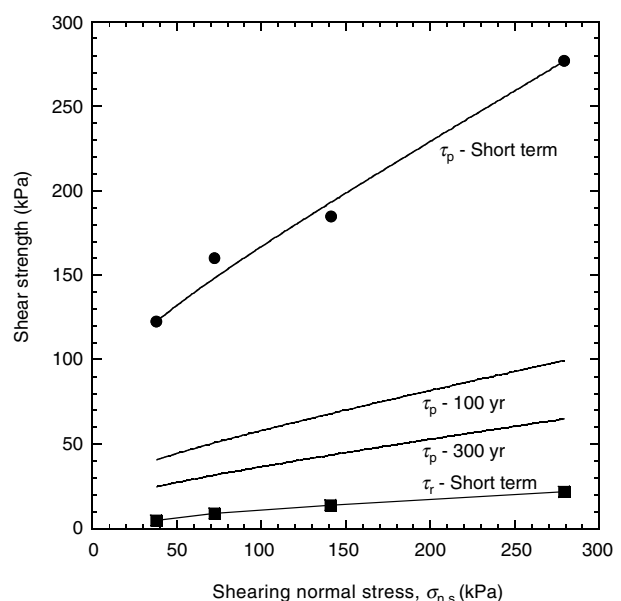 300
250
200
150
100
50
0
Shear strength (kPa)
τp - Short term
τp - 100 yr
τp - 300 yr
τr - Short term
0 50 100 150 200 250 300
Shearing normal stress, σn,s (kPa)